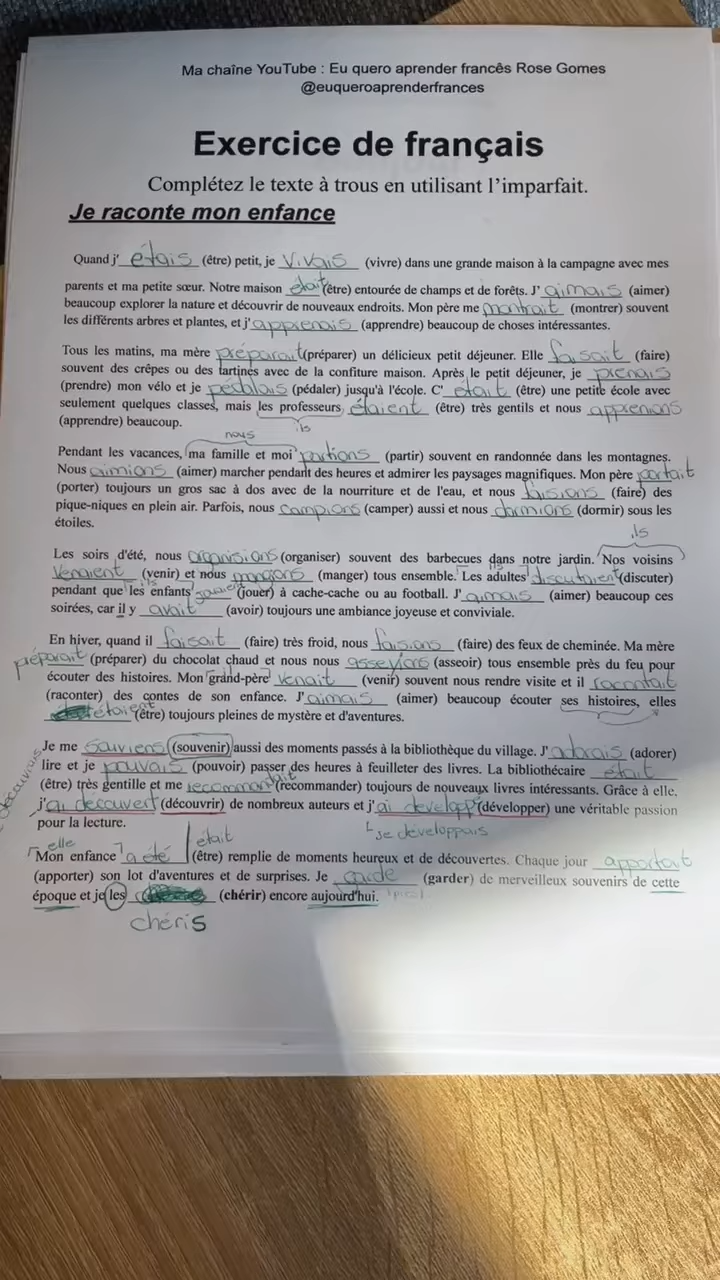 Ma chaîne YouTube : Eu quero aprender francês Rose Gomes
@euqueroaprenderfrances
Exercice de français
Complétez le texte à trous en utilisant l'imparfait.
Je raconte mon enfance
Quand j' étais (être) petit, je vivais (vivre) dans une grande maison à la campagne avec mes
parents et ma petite sœur. Notre maison était (être) entourée de champs et de forêts. J' aimais (aimer)
beaucoup explorer la nature et découvrir de nouveaux endroits. Mon père me montrait (montrer) souvent
les différents arbres et plantes, et j' apprenais (apprendre) beaucoup de choses intéressantes.
Tous les matins, ma mère préparait (préparer) un délicieux petit déjeuner. Elle faisait (faire)
souvent des crêpes ou des tartines avec de la confiture maison. Après le petit déjeuner, je prenais
(prendre) mon vélo et je pédalais (pédaler) jusqu'à l'école. C' était (être) une petite école avec
seulement quelques classes, mais les professeurs étaient (être) très gentils et nous apprenions
(apprendre) beaucoup. ils
nous
Pendant les vacances, ma famille et moi partions (partir) souvent en randonnée dans les montagnes.
Nous aimions (aimer) marcher pendant des heures et admirer les paysages magnifiques. Mon père portait
(porter) toujours un gros sac à dos avec de la nourriture et de l'eau, et nous faisions (faire) des
pique-niques en plein air. Parfois, nous campions (camper) aussi et nous dormions (dormir) sous les
étoiles.
ils
Les soirs d'été, nous organisions (organiser) souvent des barbecues dans notre jardin. Nos voisins
venaient (venir) et nous mangions (manger) tous ensemble. Les adultes discutaient (discuter)
ils
pendant que les enfants (jouer) à cache-cache ou au football. J' aimais (aimer) beaucoup ces
soirées, car il y avait (avoir) toujours une ambiance joyeuse et conviviale.
En hiver, quand il faisait (faire) très froid, nous faisions (faire) des feux de cheminée. Ma mère
préparait (préparer) du chocolat chaud et nous nous asseyions (asseoir) tous ensemble près du feu pour
écouter des histoires. Mon grand-père venait (venir) souvent nous rendre visite et il racontait
(raconter) des contes de son enfance. J' aimais (aimer) beaucoup écouter ses histoires, elles
étaient (être) toujours pleines de mystère et d'aventures.
Je me souviens (souvenir) aussi des moments passés à la bibliothèque du village. J' adorais (adorer)
lire et je pouvais (pouvoir) passer des heures à feuilleter des livres. La bibliothécaire était
(être) très gentille et me recommantait (recommander) toujours de nouveaux livres intéressants. Grâce à elle,
découvrais
j'ai découvert (découvrir) de nombreux auteurs et j'ai développé (développer) une véritable passion
pour la lecture. je développais
elle était
Mon enfance a été (être) remplie de moments heureux et de découvertes. Chaque jour apportait
(apporter) son lot d'aventures et de surprises. Je garde (garder) de merveilleux souvenirs de cette
époque et je les (chérir) encore aujourd'hui.
chéris